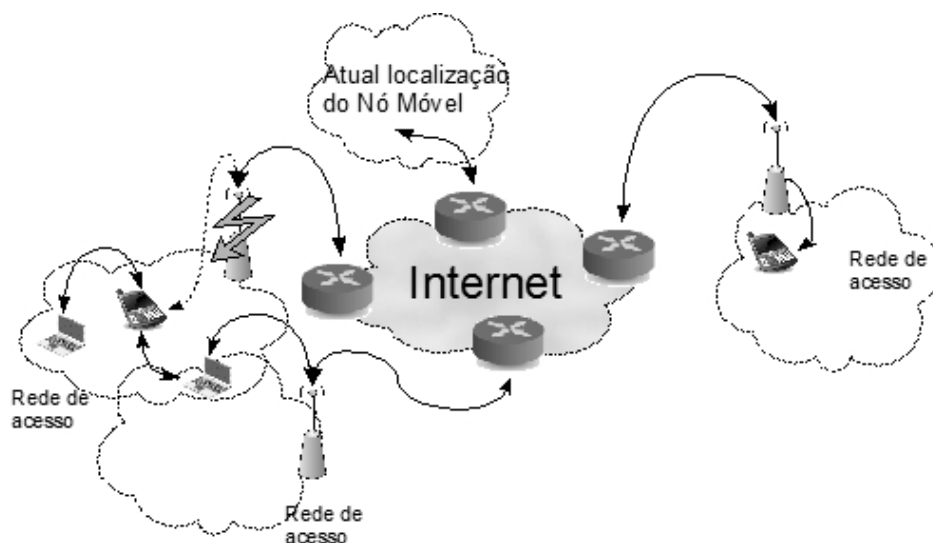 Atual localização
do Nó Móvel
Internet
Rede de
acesso
Rede de
acesso
Rede de
acesso